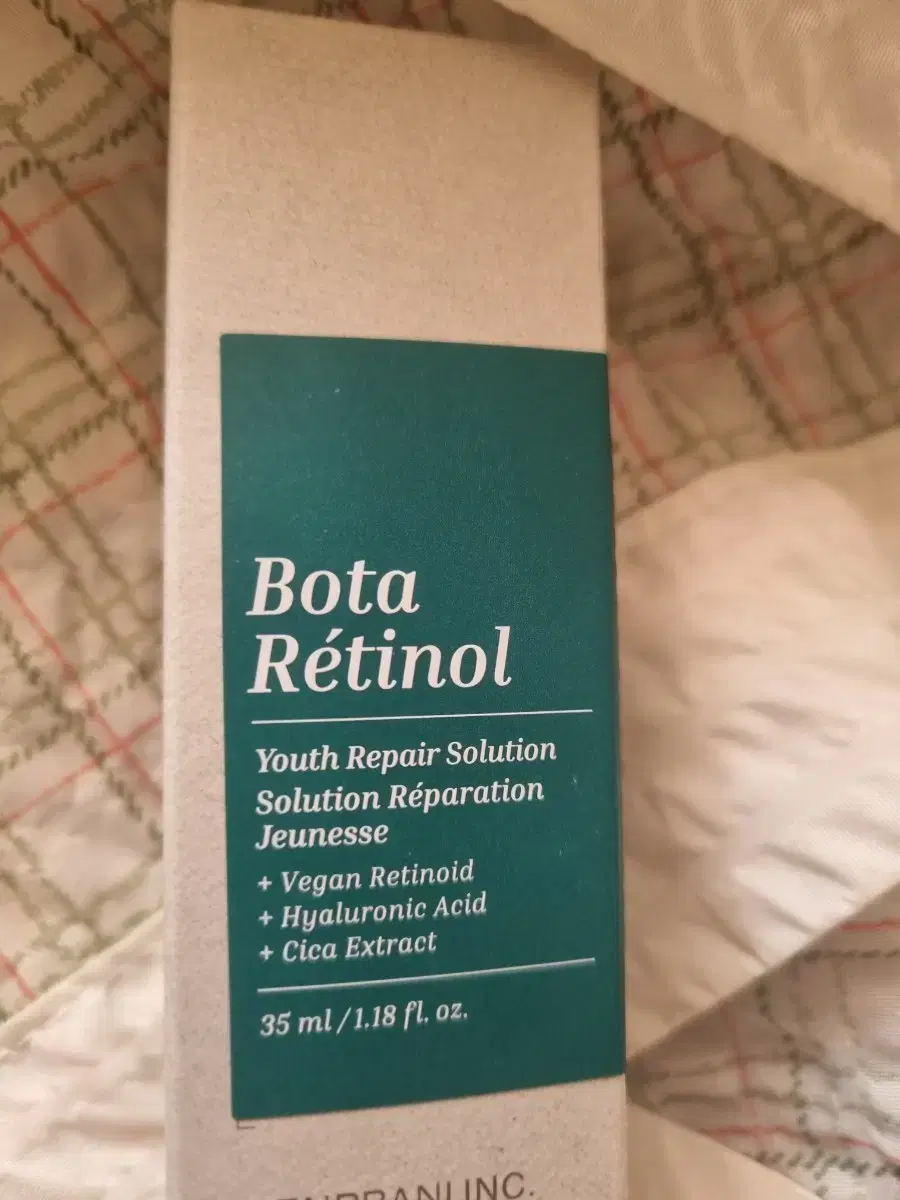 Bota
Rétinol
Youth Repair Solution
Solution Réparation
Jeunesse
+ Vegan Retinoid
+ Hyaluronic Acid
+ Cica Extract
35 ml / 1.18 fl. oz.
INC.